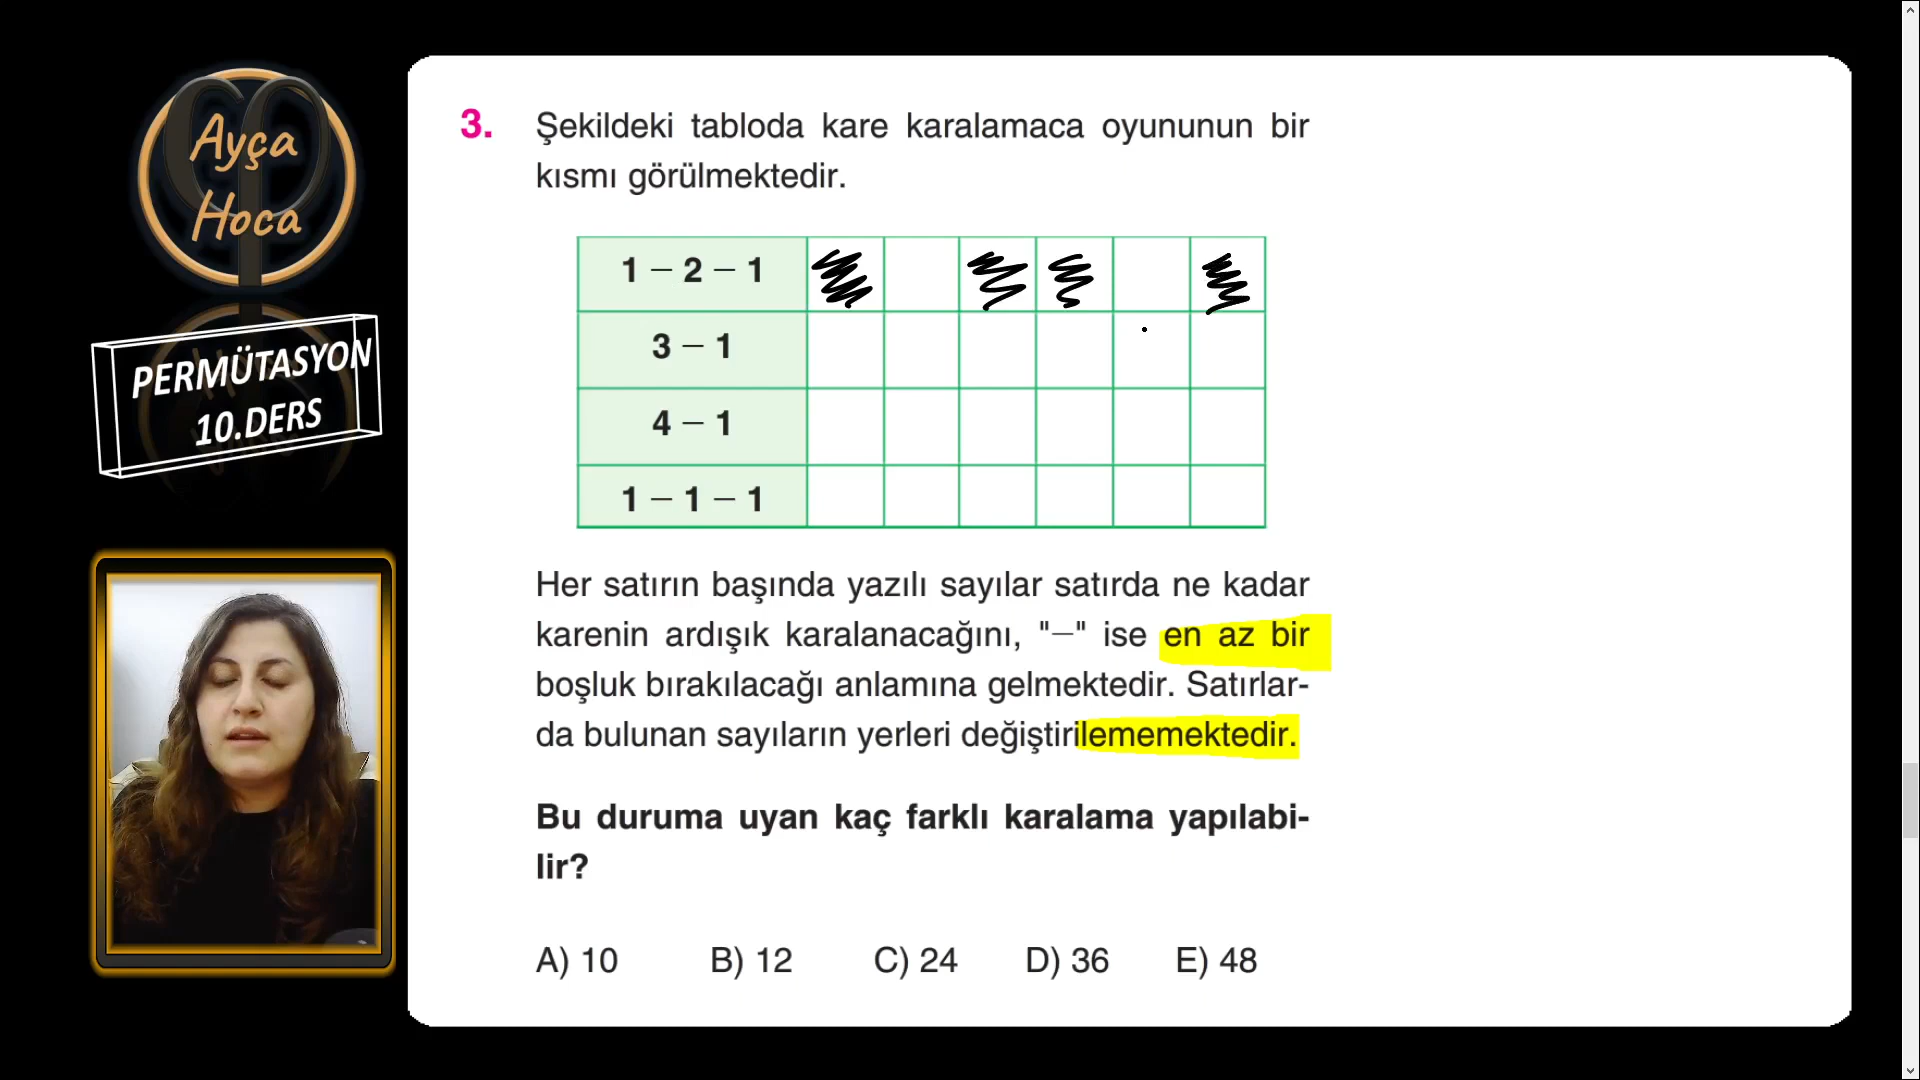 Ayça
Hoca
PERMÜTASYON
10.DERS
3. Şekildeki tabloda kare karalamaca oyununun bir
kısmı görülmektedir.
1 – 2 – 1
3 – 1
4 – 1
1 – 1 – 1
Her satırın başında yazılı sayılar satırda ne kadar
karenin ardışık karalanacağını, "–" ise en az bir
boşluk bırakılacağı anlamına gelmektedir. Satırlar-
da bulunan sayıların yerleri değiştirilememektedir.
Bu duruma uyan kaç farklı karalama yapılabi-
lir?
A) 10 B) 12 C) 24 D) 36 E) 48